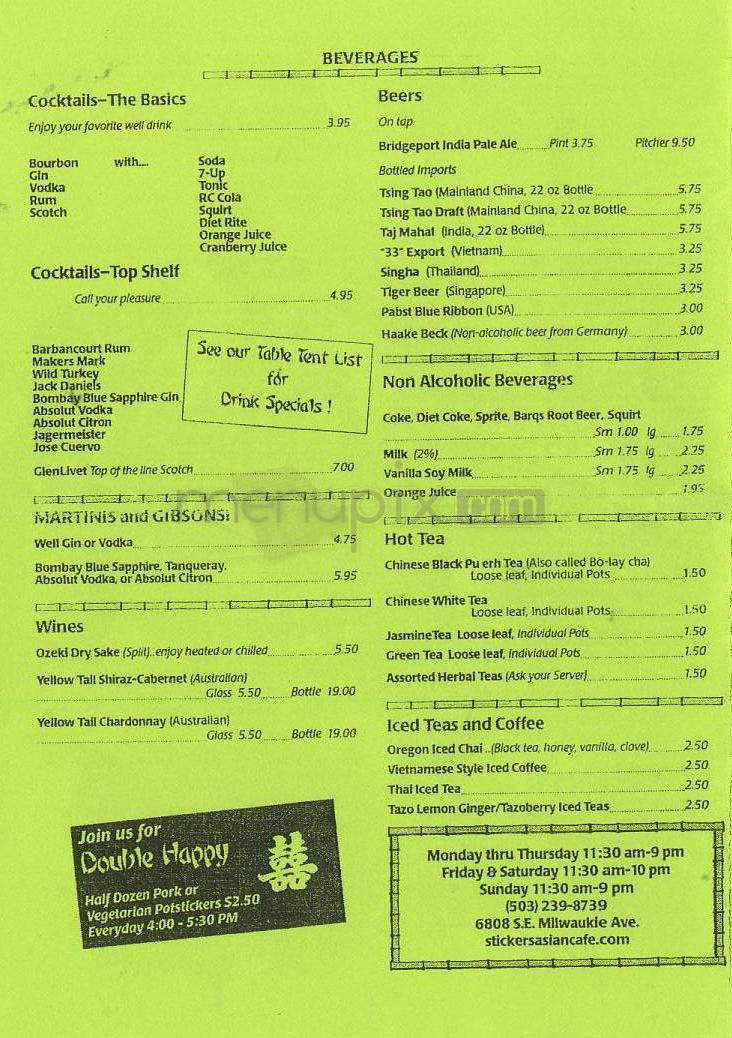 BEVERAGES
Cocktails–The Basics
Enjoy your favorite well drink 3.95
Bourbon with.... Soda
Gin 7-Up
Vodka Tonic
Rum RC Cola
Scotch Squirt
Diet Rite
Orange Juice
Cranberry Juice
Cocktails–Top Shelf
Call your pleasure 4.95
Barbancourt Rum
Makers Mark
Wild Turkey
Jack Daniels
Bombay Blue Sapphire Gin
Absolut Vodka
Absolut Citron
Jagermeister
Jose Cuervo
See our Table Tent List
for
Drink Specials !
GlenLivet Top of the line Scotch 700
MARTINIS and GIBSONS!
Well Gin or Vodka 4.75
Bombay Blue Sapphire, Tanqueray,
Absolut Vodka, or Absolut Citron 5.95
Wines
Ozeki Dry Sake (Split)..enjoy heated or chilled 5.50
Yellow Tail Shiraz-Cabernet (Australian)
Glass 5.50 Bottle 19.00
Yellow Tail Chardonnay (Australian)
Glass 5.50 Bottle 19.00
Join us for
Double Happy
囍
Half Dozen Pork or
Vegetarian Potstickers $2.50
Everyday 4:00 - 5:30 PM
Beers
On tap
Bridgeport India Pale Ale Pint 3.75 Pitcher 9.50
Bottled Imports
Tsing Tao (Mainland China, 22 oz Bottle 5.75
Tsing Tao Draft (Mainland China, 22 oz Bottle 5.75
Taj Mahal (India, 22 oz Bottle) 5.75
"33" Export (Vietnam) 3.25
Singha (Thailand) 3.25
Tiger Beer (Singapore) 3.25
Pabst Blue Ribbon (USA) 3.00
Haake Beck (Non-alcoholic beer from Germany) 3.00
Non Alcoholic Beverages
Coke, Diet Coke, Sprite, Barqs Root Beer, Squirt
Sm 1.00 lg 1.75
Milk (2%) Sm 1.75 lg 2.25
Vanilla Soy Milk Sm 1.75 lg 2.25
Orange Juice 1.95
menupix.com
Hot Tea
Chinese Black Pu erh Tea (Also called Bo-lay cha)
Loose leaf, Individual Pots 1.50
Chinese White Tea
Loose leaf, Individual Pots 1.50
JasmineTea Loose leaf, Individual Pots 1.50
Green Tea Loose leaf, Individual Pots 1.50
Assorted Herbal Teas (Ask your Server) 1.50
Iced Teas and Coffee
Oregon Iced Chai ..(Black tea, honey, vanilla, clove) 2.50
Vietnamese Style Iced Coffee 2.50
Thai Iced Tea 2.50
Tazo Lemon Ginger/Tazoberry Iced Teas 2.50
Monday thru Thursday 11:30 am-9 pm
Friday & Saturday 11:30 am-10 pm
Sunday 11:30 am-9 pm
(503) 239-8739
6808 S.E. Milwaukie Ave.
stickersasiancafe.com